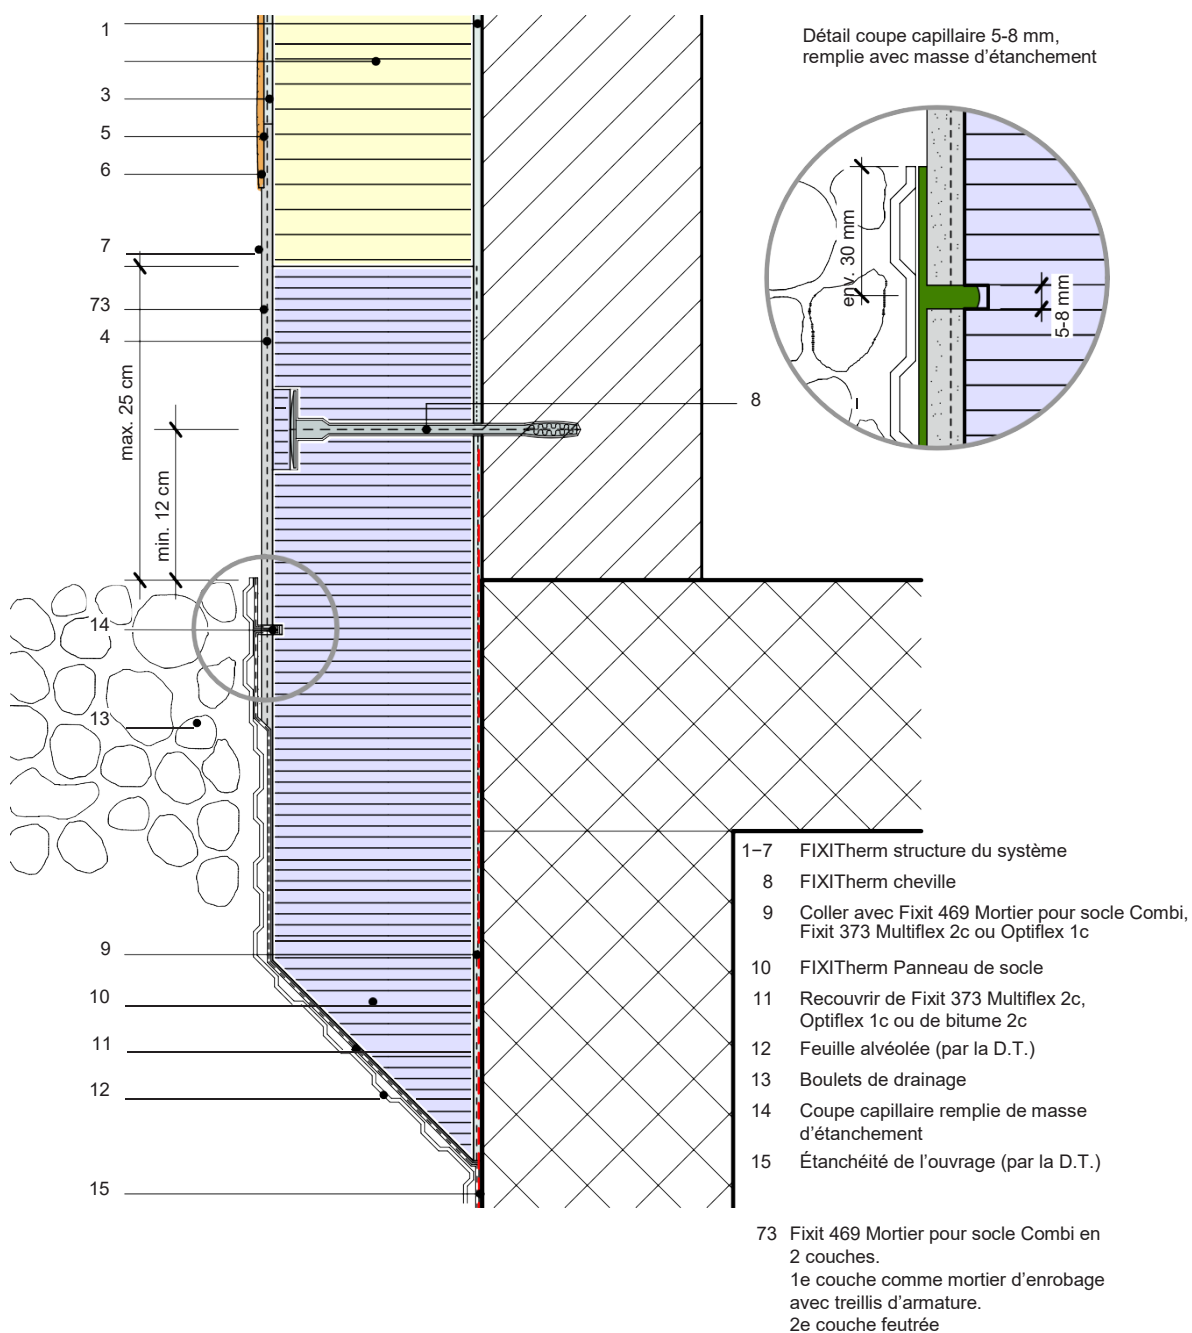 Détail coupe capillaire 5-8 mm,
remplie avec masse d’étanchement
1
3
5
6
7
73
4
max. 25 cm
min. 12 cm
8
env. 30 mm
5-8 mm
14
13
9
10
11
12
15
1–7 FIXITherm structure du système
8 FIXITherm cheville
9 Coller avec Fixit 469 Mortier pour socle Combi,
Fixit 373 Multiflex 2c ou Optiflex 1c
10 FIXITherm Panneau de socle
11 Recouvrir de Fixit 373 Multiflex 2c,
Optiflex 1c ou de bitume 2c
12 Feuille alvéolée (par la D.T.)
13 Boulets de drainage
14 Coupe capillaire remplie de masse
d’étanchement
15 Étanchéité de l’ouvrage (par la D.T.)
73 Fixit 469 Mortier pour socle Combi en
2 couches.
1e couche comme mortier d’enrobage
avec treillis d’armature.
2e couche feutrée